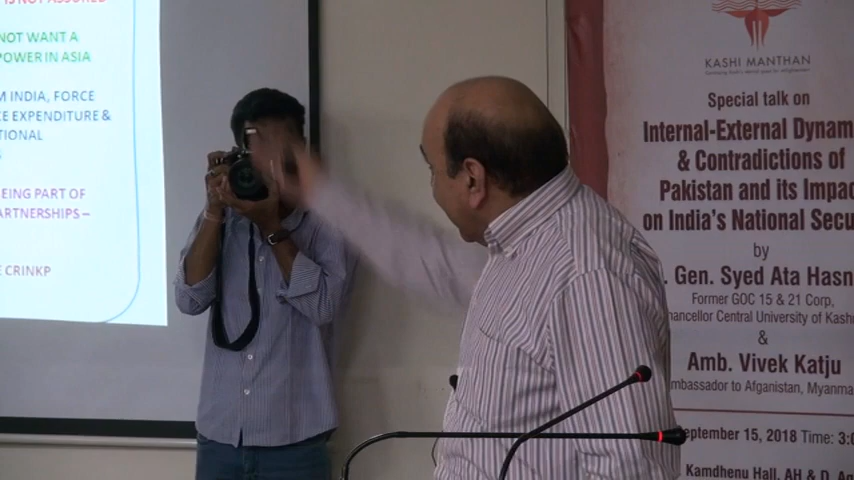 IS NOT ASSURED
NOT WANT A
POWER IN ASIA
M INDIA, FORCE
CE EXPENDITURE &
TIONAL
EING PART OF
ARTNERSHIPS –
E CRINKP
KASHI MANTHAN
Special talk on
Internal-External Dynam
& Contradictions of
Pakistan and its Impac
on India's National Secu
by
. Gen. Syed Ata Hasn
Former GOC 15 & 21 Corp,
hancellor Central University of Kashr
&
Amb. Vivek Katju
mbassador to Afganistan, Myanma
eptember 15, 2018 Time: 3:0
Kamdhenu Hall, AH & D. Ag